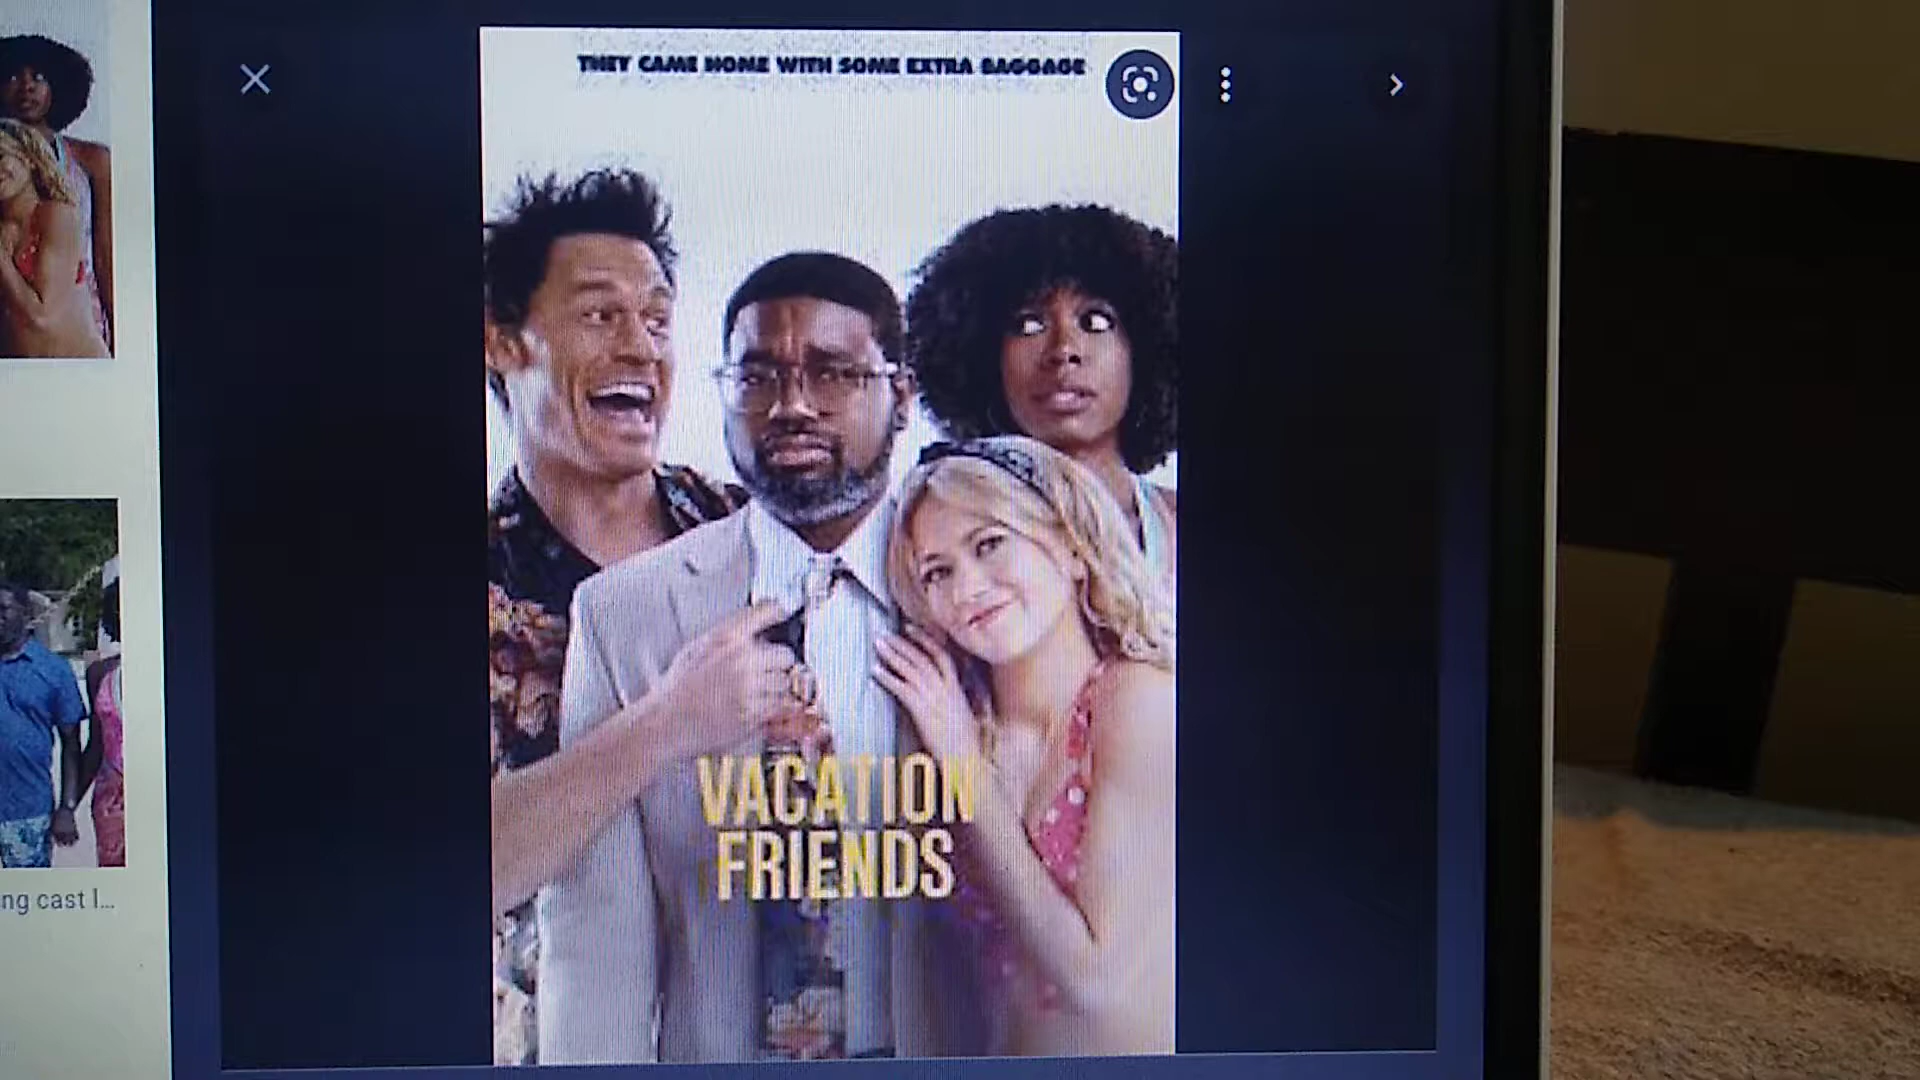 THEY CAME HOME WITH SOME EXTRA BAGGAGE
VACATION
FRIENDS
ng cast l...